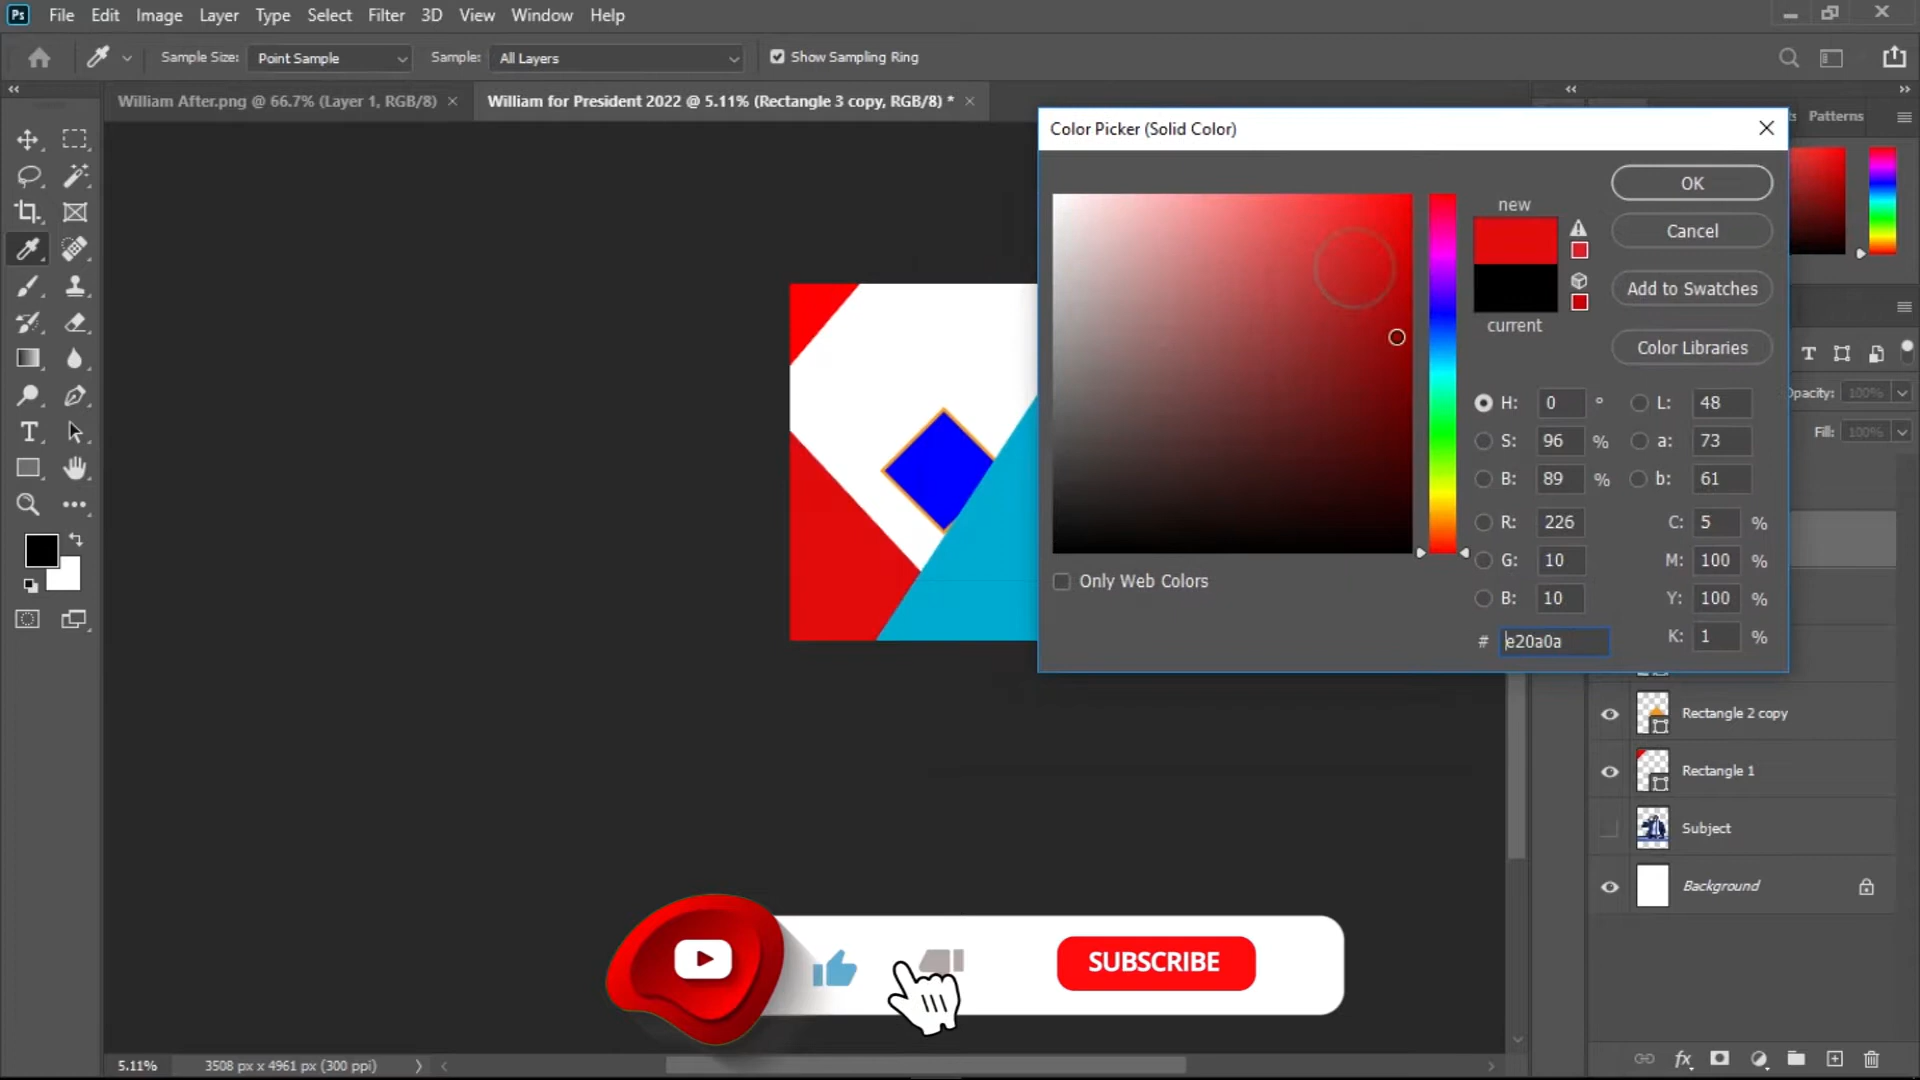 Ps File Edit Image Layer Type Select Filter 3D View Window Help
Sample Size: Point Sample Sample: All Layers Show Sampling Ring
William After.png @ 66.7% (Layer 1, RGB/8) William for President 2022 @ 5.11% (Rectangle 3 copy, RGB/8) *
Patterns
Color Picker (Solid Color)
new
current
OK
Cancel
Add to Swatches
Color Libraries
H: 0 °
S: 96 %
B: 89 %
R: 226
G: 10
B: 10
# e20a0a
L: 48
a: 73
b: 61
C: 5 %
M: 100 %
Y: 100 %
K: 1 %
Only Web Colors
Opacity: 100%
Fill: 100%
Rectangle 2 copy
Rectangle 1
Subject
Background
SUBSCRIBE
5.11% 3508 px x 4961 px (300 ppi)
fx